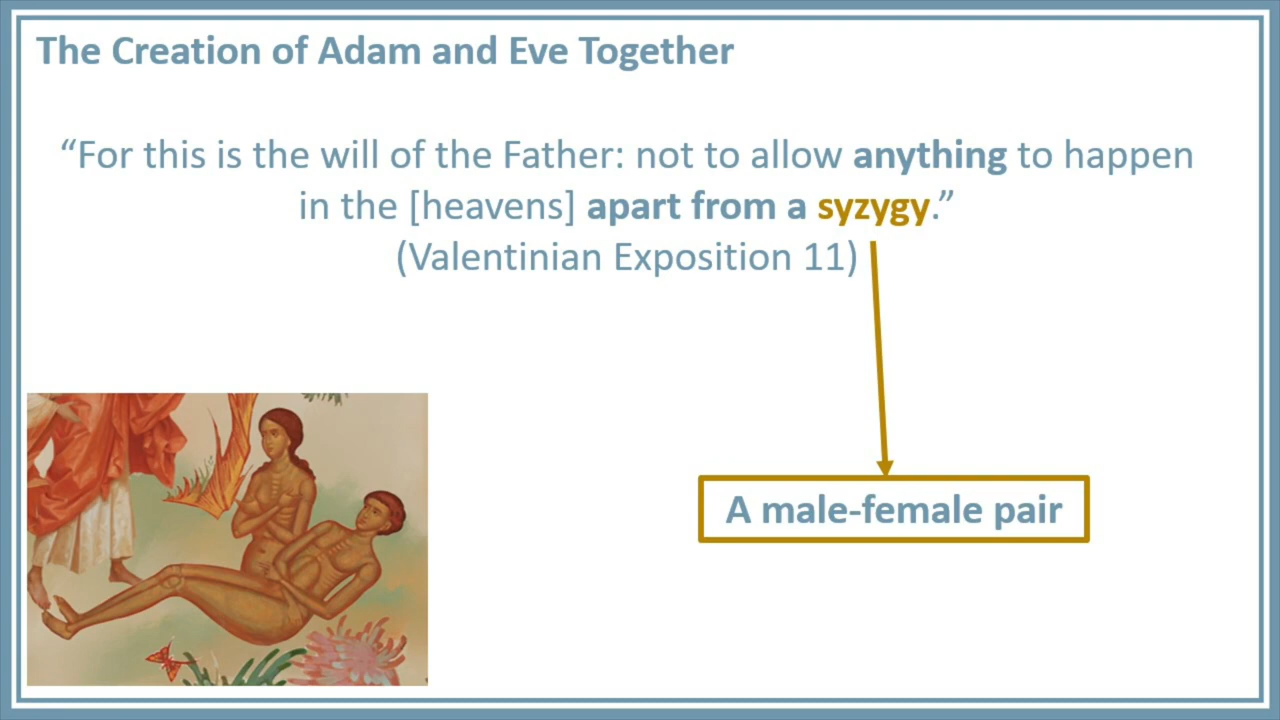 The Creation of Adam and Eve Together
“For this is the will of the Father: not to allow anything to happen
in the [heavens] apart from a syzygy.”
(Valentinian Exposition 11)
A male-female pair